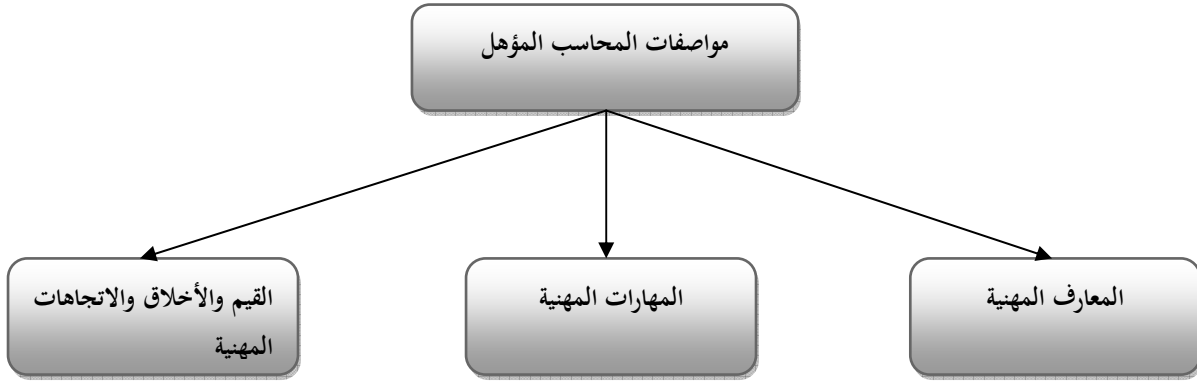 مواصفات المحاسب المؤهل
المعارف المهنية
المهارات المهنية
القيم والأخلاق والاتجاهات
المهنية